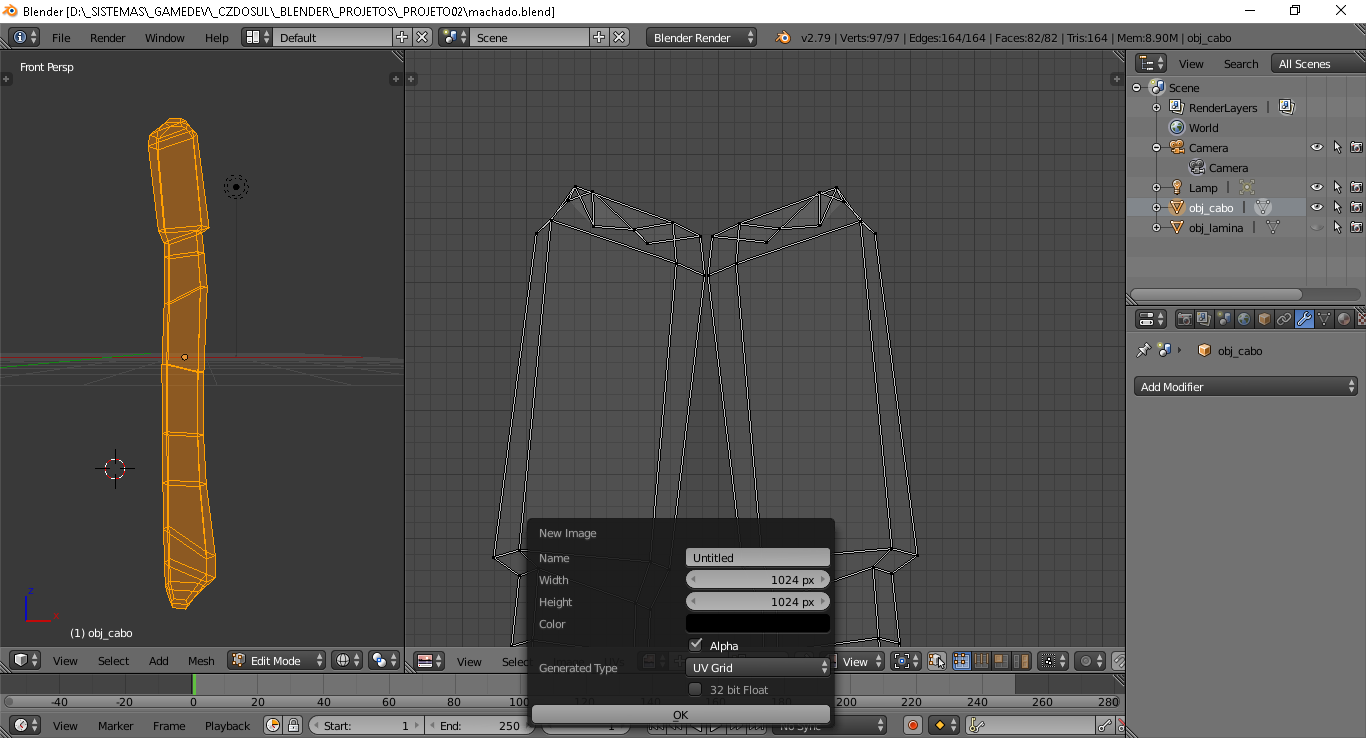 Blender [D:\_SISTEMAS\_GAMEDEV\_CZDOSUL\_BLENDER\_PROJETOS\_PROJETO02\machado.blend]
File Render Window Help Default Scene Blender Render v2.79 | Verts:97/97 | Edges:164/164 | Faces:82/82 | Tris:164 | Mem:8.90M | obj_cabo
Front Persp
View Search All Scenes
Scene
RenderLayers
World
Camera
Camera
Lamp
obj_cabo
obj_lamina
obj_cabo
Add Modifier
New Image
Name Untitled
Width 1024 px
Height 1024 px
Color
Alpha
Generated Type UV Grid
32 bit Float
OK
z
x
(1) obj_cabo
View Select Add Mesh Edit Mode View View
-40 -20 0 20 40 60 80 100 200 220 240 260 280
View Marker Frame Playback Start: 1 End: 250 1 No Sync